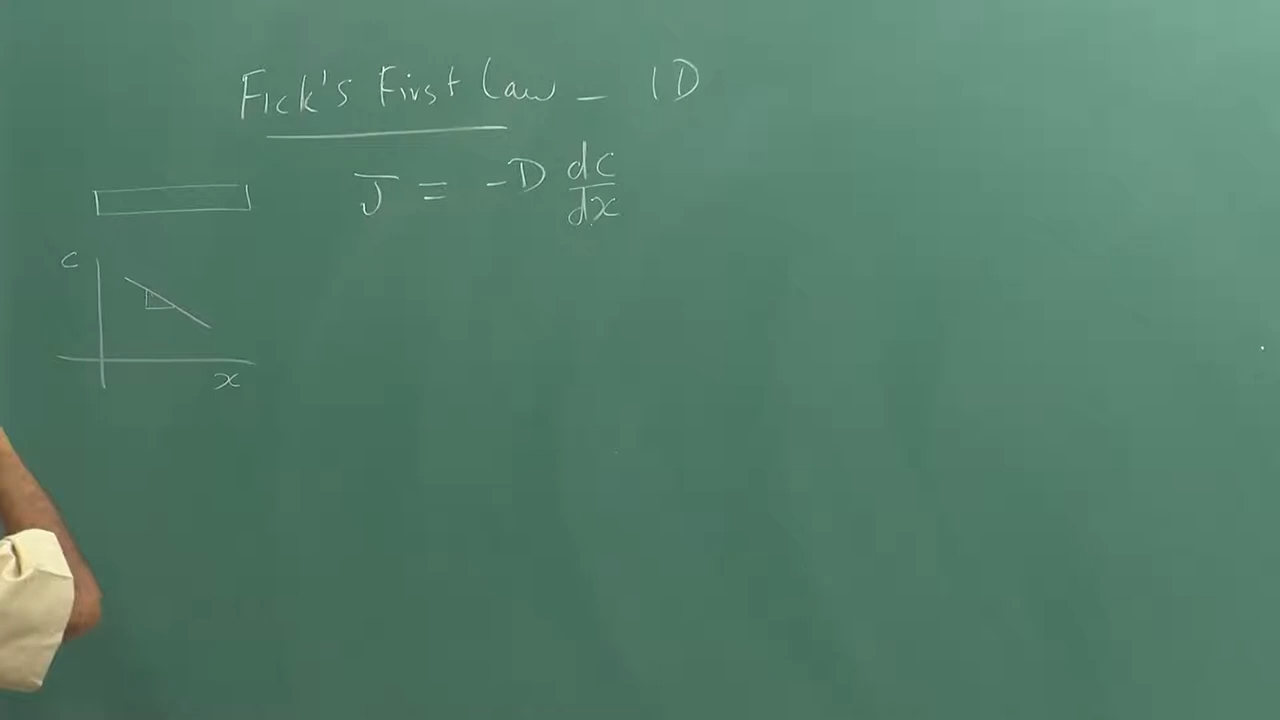 Fick's First Law - 1D
J̅ = -D dc/dx
c
x